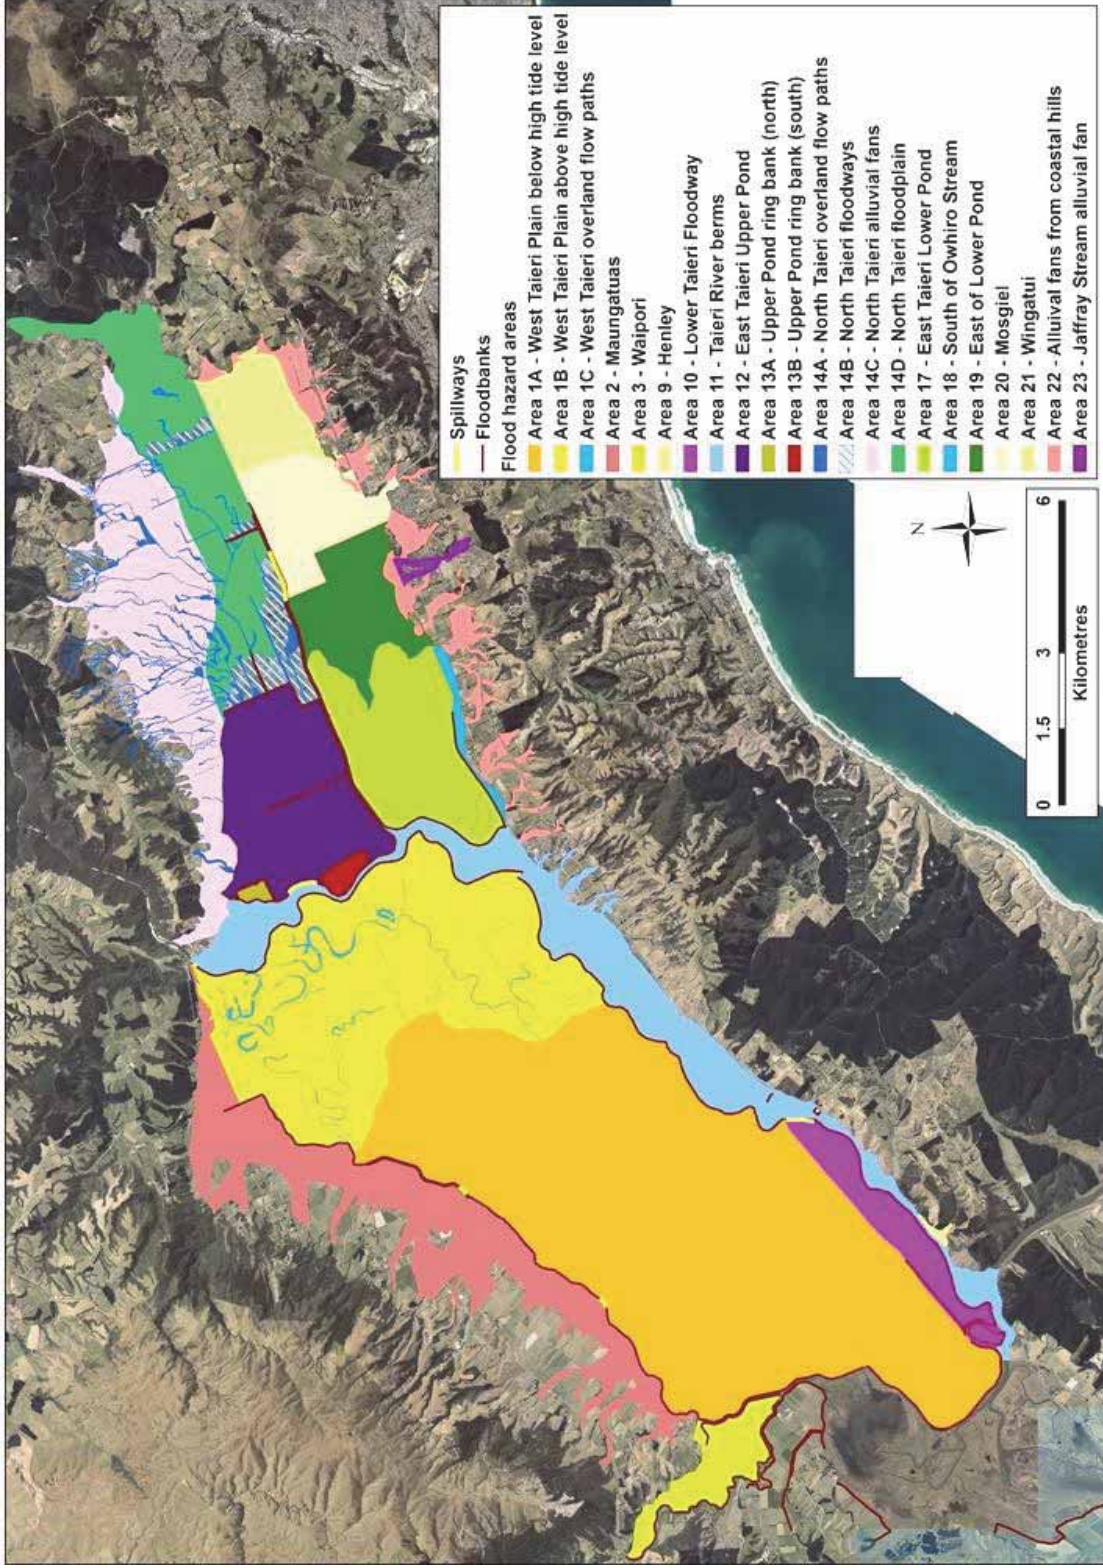 Spillways
Floodbanks
Flood hazard areas
Area 1A - West Taieri Plain below high tide level
Area 1B - West Taieri Plain above high tide level
Area 1C - West Taieri overland flow paths
Area 2 - Maungatuas
Area 3 - Waipori
Area 9 - Henley
Area 10 - Lower Taieri Floodway
Area 11 - Taieri River berms
Area 12 - East Taieri Upper Pond
Area 13A - Upper Pond ring bank (north)
Area 13B - Upper Pond ring bank (south)
Area 14A - North Taieri overland flow paths
Area 14B - North Taieri floodways
Area 14C - North Taieri alluvial fans
Area 14D - North Taieri floodplain
Area 17 - East Taieri Lower Pond
Area 18 - South of Owhiro Stream
Area 19 - East of Lower Pond
Area 20 - Mosgiel
Area 21 - Wingatui
Area 22 - Alluival fans from coastal hills
Area 23 - Jaffray Stream alluvial fan
N
0 1.5 3 6
Kilometres